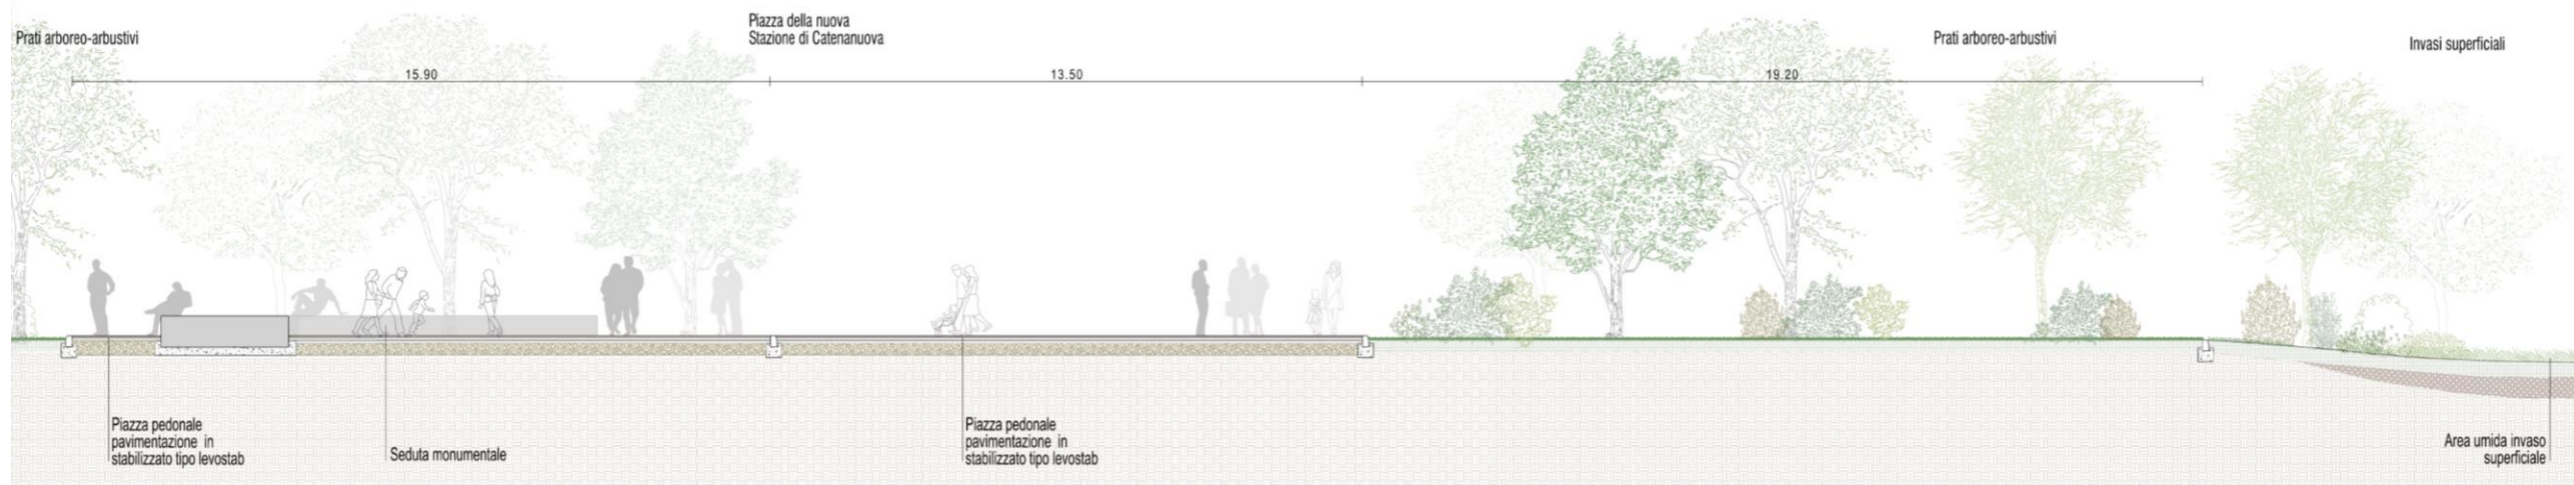 Prati arboreo-arbustivi
Piazza della nuova
Stazione di Catenanuova
Prati arboreo-arbustivi
Invasi superficiali
15.90
13.50
19.20
Piazza pedonale
pavimentazione in
stabilizzato tipo levostab
Seduta monumentale
Piazza pedonale
pavimentazione in
stabilizzato tipo levostab
Area umida invaso
superficiale